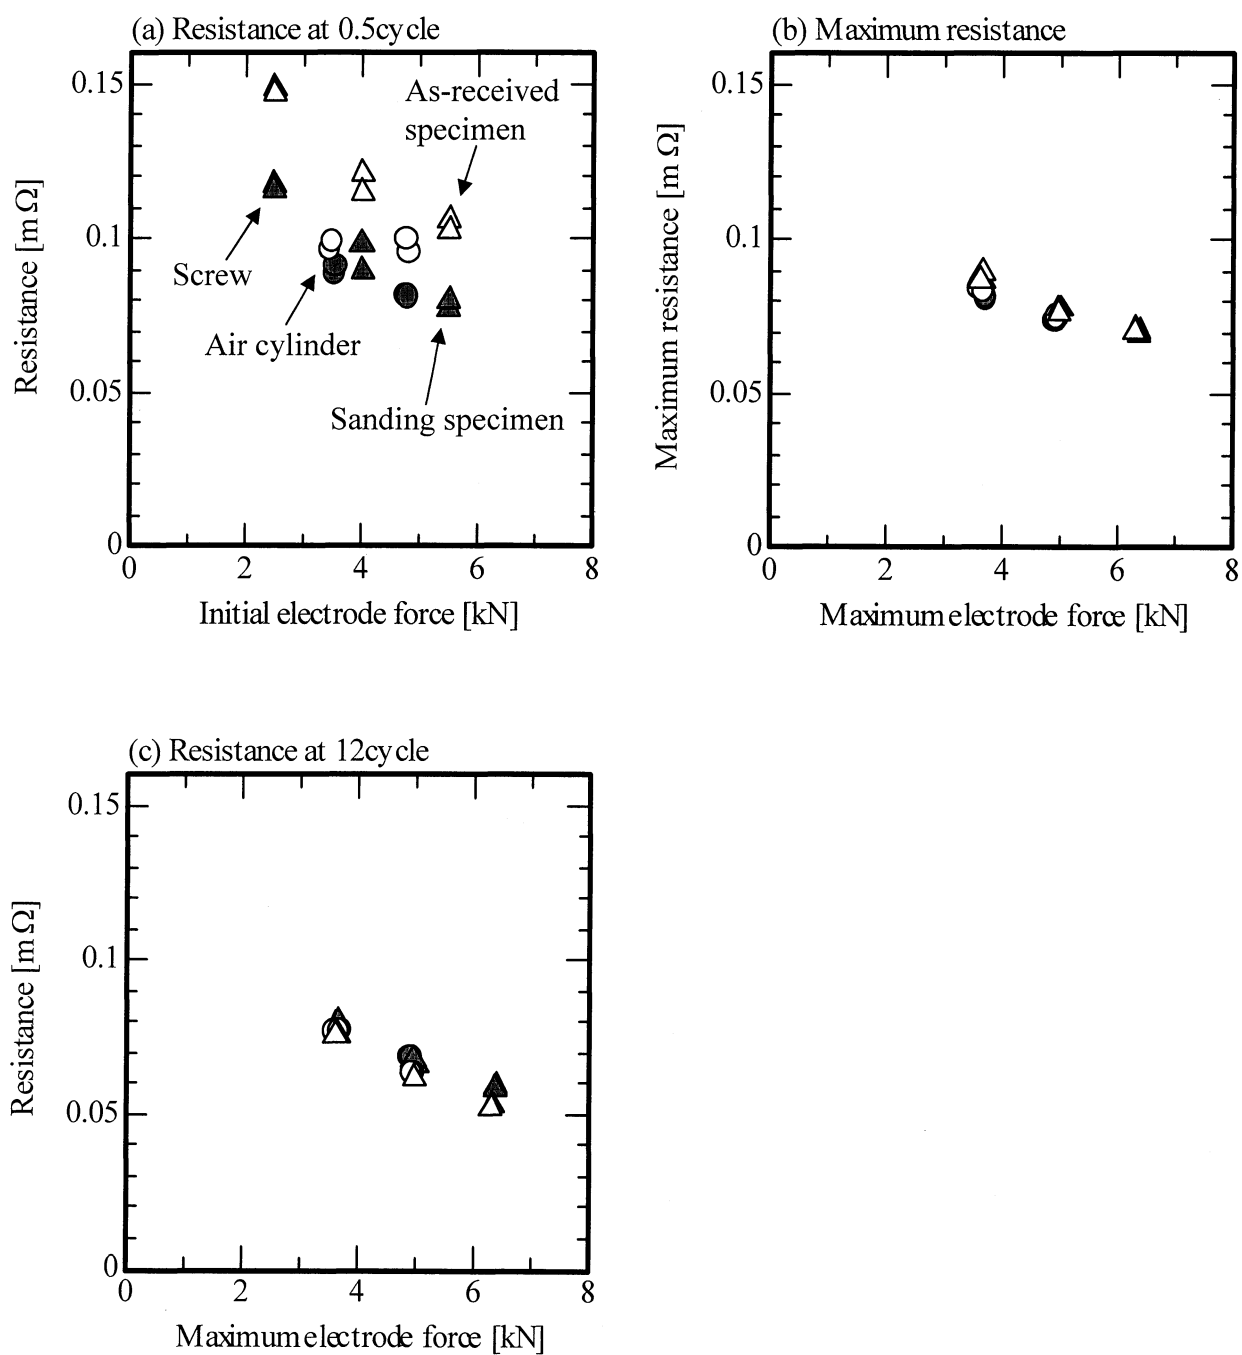 (a) Resistance at 0.5cycle
0.15
0.1
0.05
0
0
2
4
6
8
Resistance [mΩ]
Initial electrode force [kN]
As-received
specimen
Screw
Air cylinder
Sanding specimen
(b) Maximum resistance
0.15
0.1
0.05
0
0
2
4
6
8
Maximum resistance [mΩ]
Maximum electrode force [kN]
(c) Resistance at 12cycle
0.15
0.1
0.05
0
0
2
4
6
8
Resistance [mΩ]
Maximum electrode force [kN]